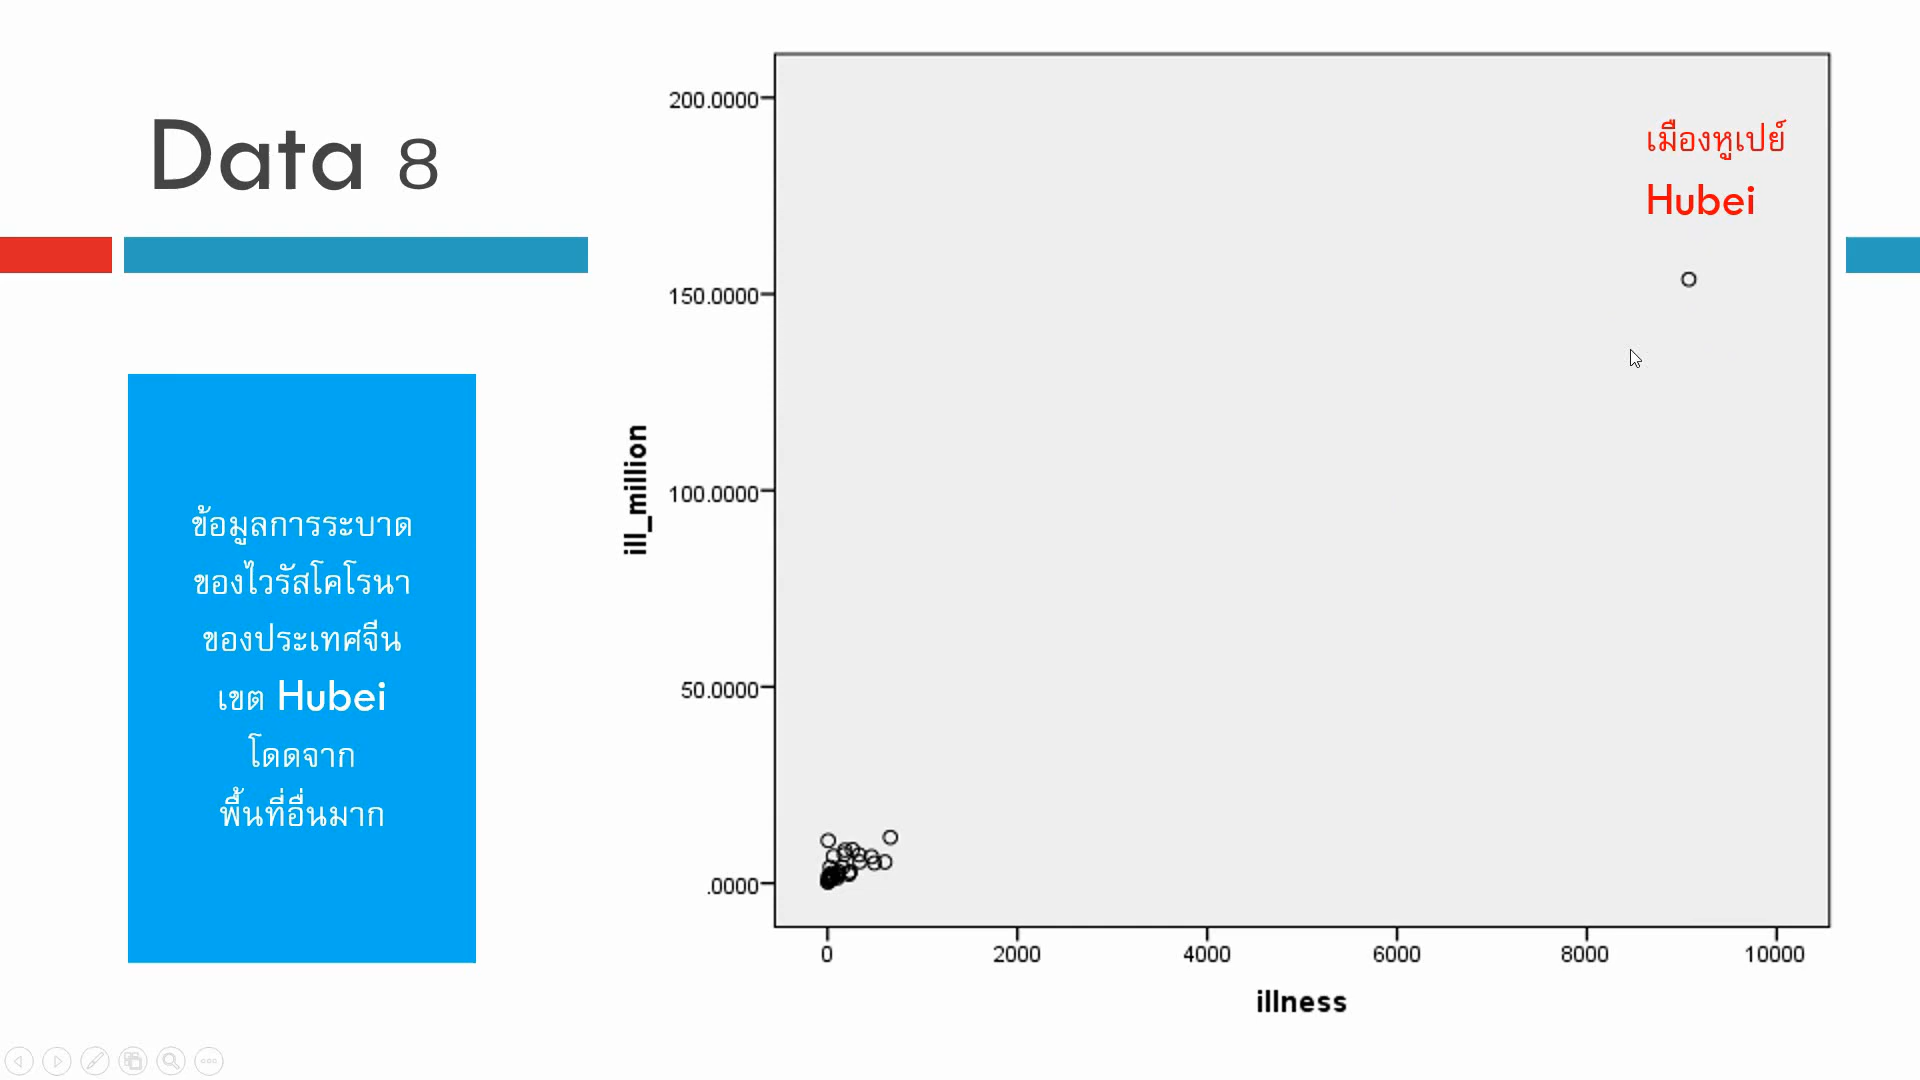 Data 8
ข้อมูลการระบาด
ของไวรัสโคโรนา
ของประเทศจีน
เขต Hubei
โดดจาก
พื้นที่อื่นมาก
เมืองหูเปย์
Hubei
200.0000
150.0000
100.0000
50.0000
.0000
ill_million
0 2000 4000 6000 8000 10000
illness